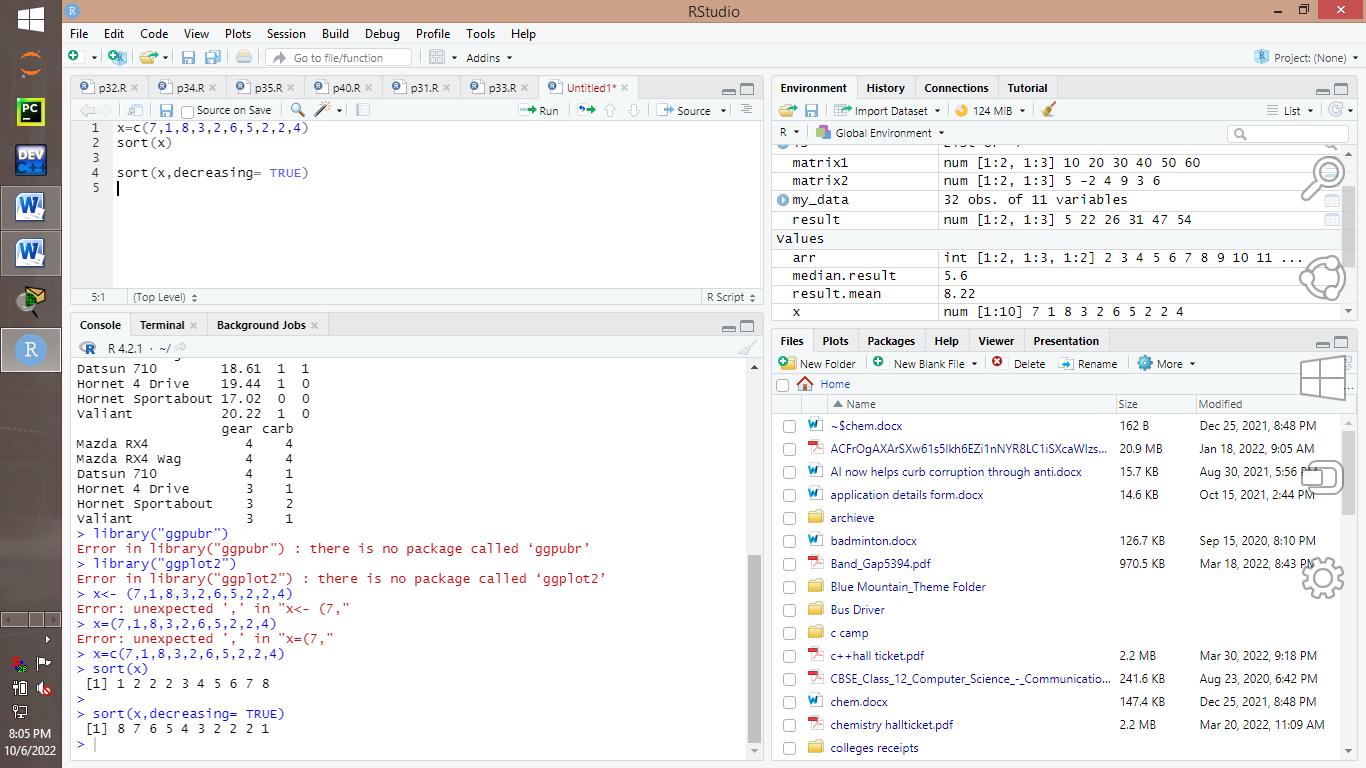 RStudio
File Edit Code View Plots Session Build Debug Profile Tools Help
Go to file/function Addins Project: (None)
p32.R p34.R p35.R p40.R p31.R p33.R Untitled1*
Source on Save Run Source
1 x=c(7,1,8,3,2,6,5,2,2,4)
2 sort(x)
3
4 sort(x,decreasing= TRUE)
5
5:1 (Top Level) R Script
Console Terminal Background Jobs
R 4.2.1 · ~/
Datsun 710 18.61 1 1
Hornet 4 Drive 19.44 1 0
Hornet Sportabout 17.02 0 0
Valiant 20.22 1 0
gear carb
Mazda RX4 4 4
Mazda RX4 Wag 4 4
Datsun 710 4 1
Hornet 4 Drive 3 1
Hornet Sportabout 3 2
Valiant 3 1
> library("ggpubr")
Error in library("ggpubr") : there is no package called ‘ggpubr’
> library("ggplot2")
Error in library("ggplot2") : there is no package called ‘ggplot2’
> x<- (7,1,8,3,2,6,5,2,2,4)
Error: unexpected ',' in "x<- (7,"
> x=(7,1,8,3,2,6,5,2,2,4)
Error: unexpected ',' in "x=(7,"
> x=c(7,1,8,3,2,6,5,2,2,4)
> sort(x)
[1] 1 2 2 2 3 4 5 6 7 8
>
> sort(x,decreasing= TRUE)
[1] 8 7 6 5 4 3 2 2 2 1
>
Environment History Connections Tutorial
Import Dataset 124 MiB List
R Global Environment
matrix1 num [1:2, 1:3] 10 20 30 40 50 60
matrix2 num [1:2, 1:3] 5 -2 4 9 3 6
my_data 32 obs. of 11 variables
result num [1:2, 1:3] 5 22 26 31 47 54
Values
arr int [1:2, 1:3, 1:2] 2 3 4 5 6 7 8 9 10 11 ...
median.result 5.6
result.mean 8.22
x num [1:10] 7 1 8 3 2 6 5 2 2 4
Files Plots Packages Help Viewer Presentation
New Folder New Blank File Delete Rename More
Home
Name Size Modified
~$chem.docx 162 B Dec 25, 2021, 8:48 PM
20.9 MB Jan 18, 2022, 9:05 AM
AI now helps curb corruption through anti.docx 15.7 KB Aug 30, 2021, 5:56 PM
application details form.docx 14.6 KB Oct 15, 2021, 2:44 PM
archieve
badminton.docx 126.7 KB Sep 15, 2020, 8:10 PM
Band_Gap5394.pdf 970.5 KB Mar 18, 2022, 8:43 PM
Blue Mountain_Theme Folder
Bus Driver
c camp
c++hall ticket.pdf 2.2 MB Mar 30, 2022, 9:18 PM
CBSE_Class_12_Computer_Science_-_Communicatio... 241.6 KB Aug 23, 2020, 6:42 PM
chem.docx 147.4 KB Dec 25, 2021, 8:48 PM
chemistry hallticket.pdf 2.2 MB Mar 20, 2022, 11:09 AM
colleges receipts
PC
DEV
C++
W
W
R
8:05 PM
10/6/2022